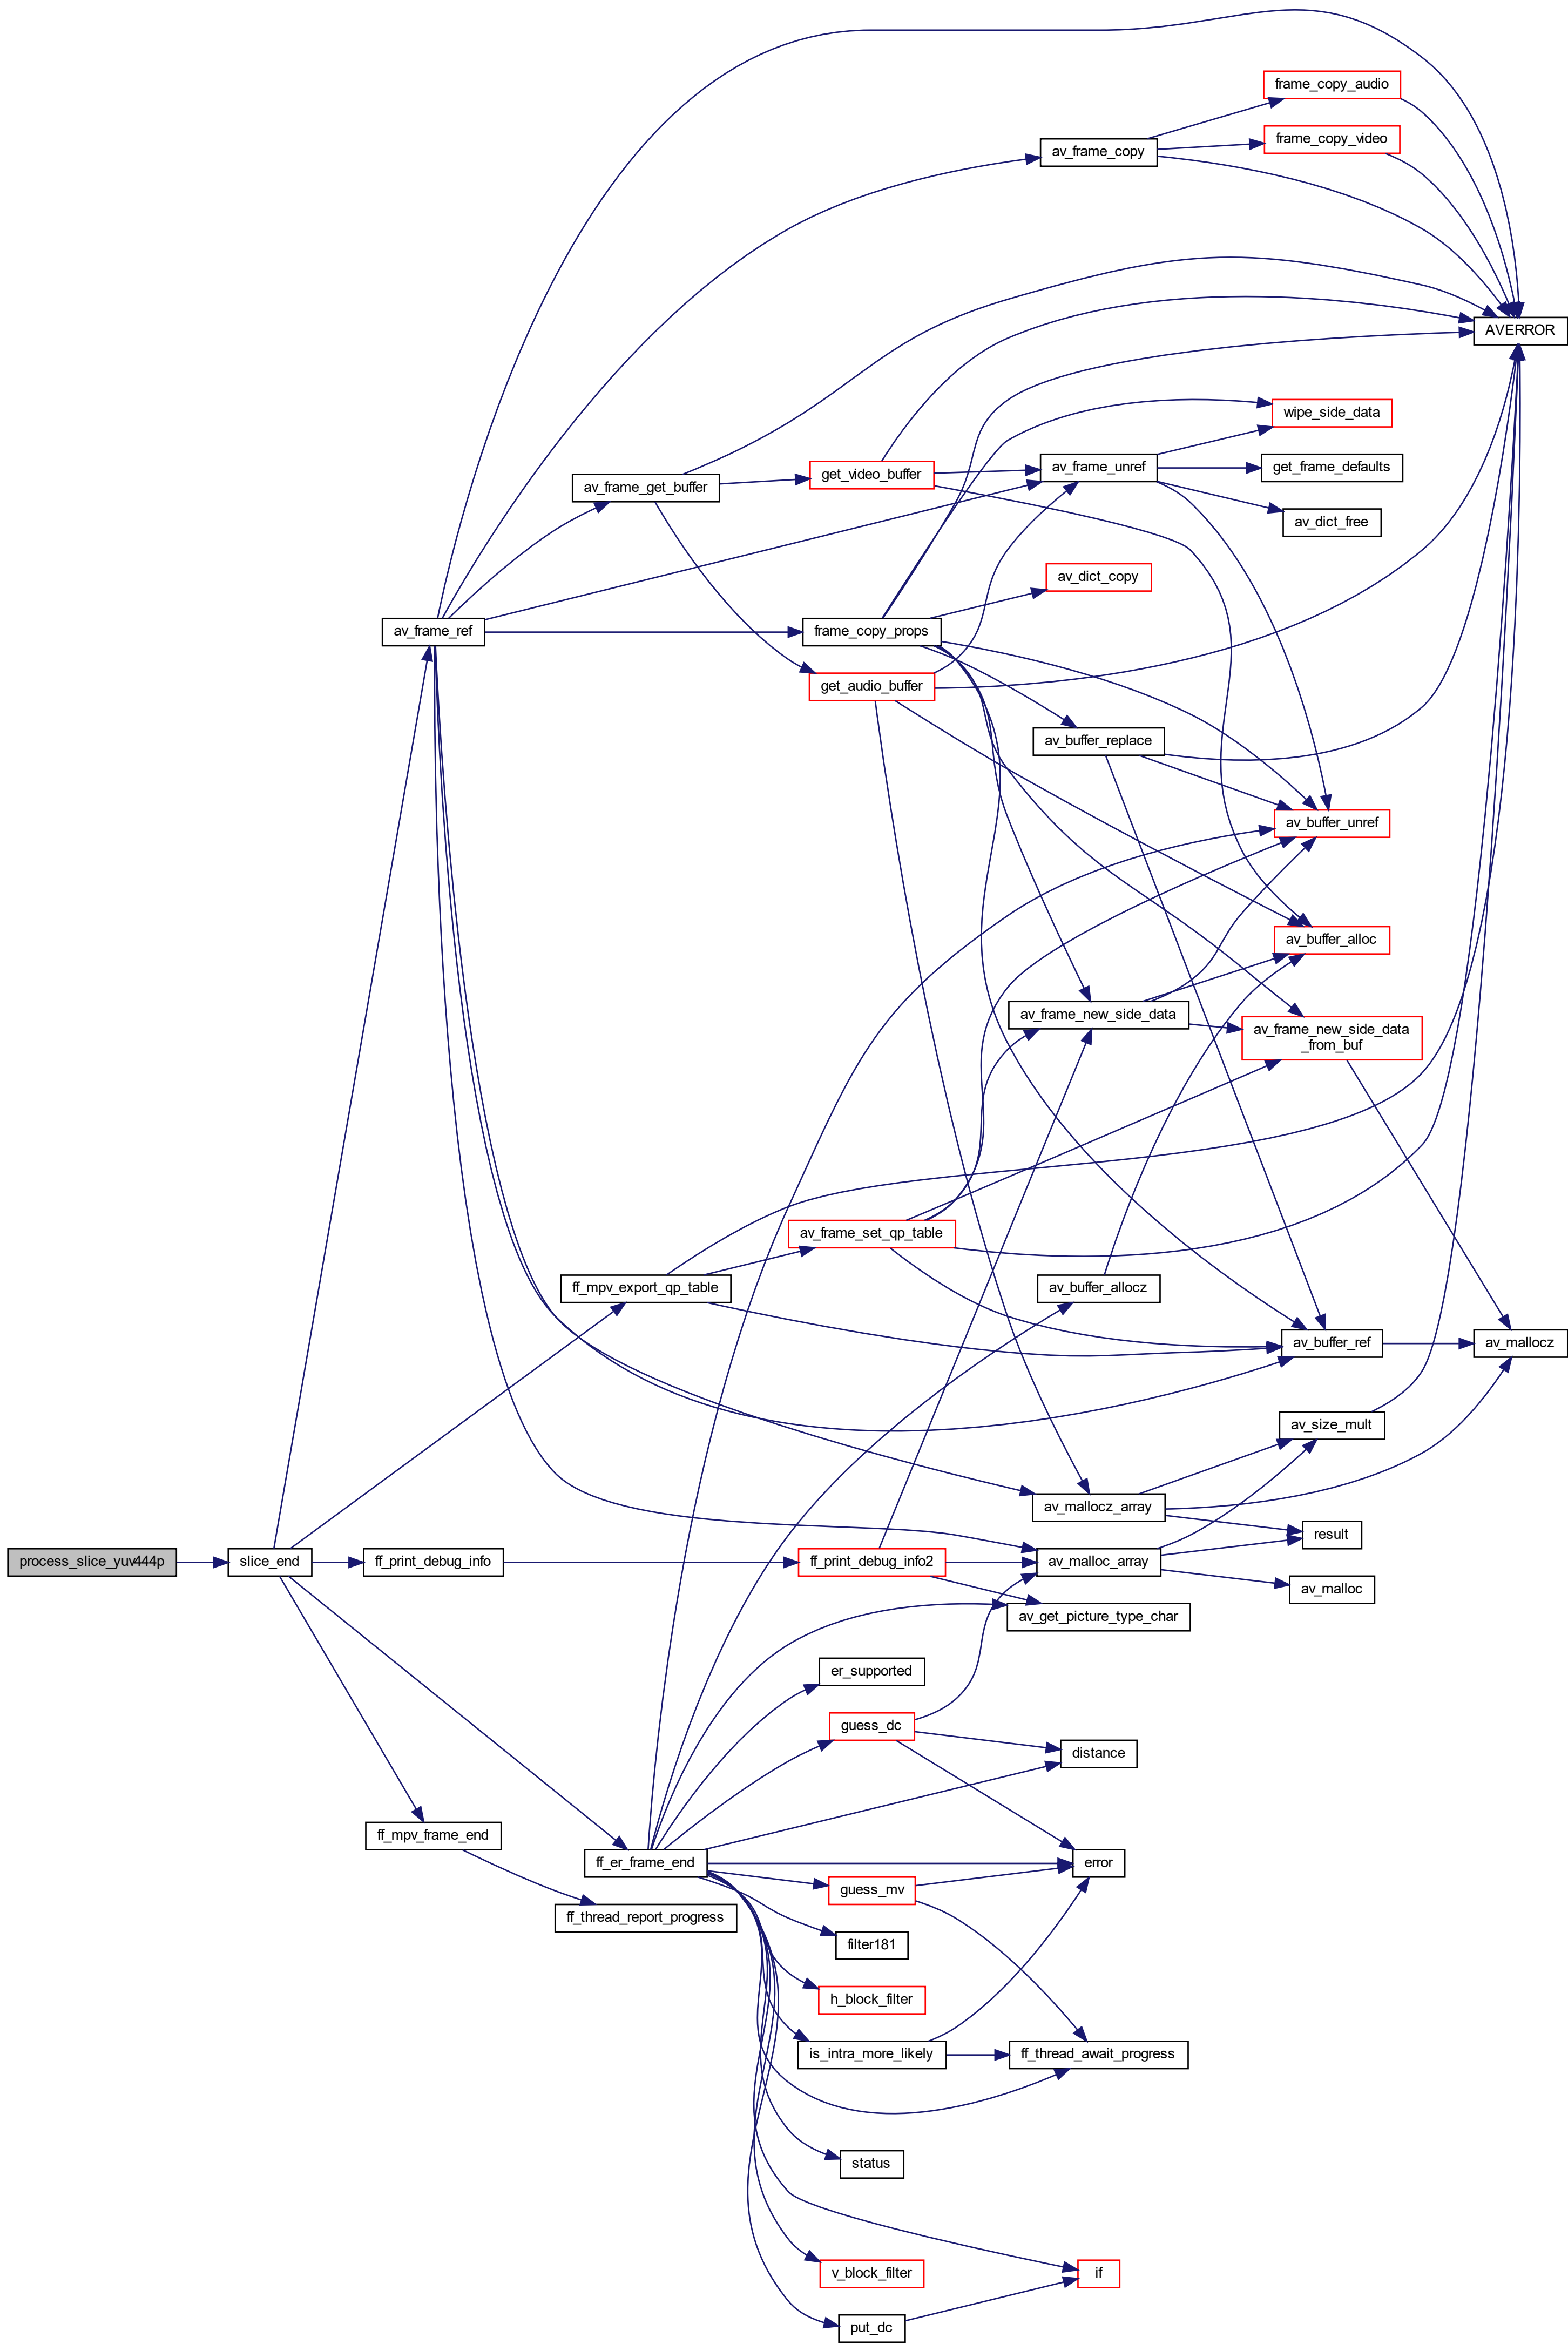 frame_copy_audio
frame_copy_video
av_frame_copy
AVERROR
wipe_side_data
av_frame_unref
get_frame_defaults
get_video_buffer
av_frame_get_buffer
av_dict_free
av_dict_copy
av_frame_ref
frame_copy_props
get_audio_buffer
av_buffer_replace
av_buffer_unref
av_buffer_alloc
av_frame_new_side_data
av_frame_new_side_data
_from_buf
av_frame_set_qp_table
ff_mpv_export_qp_table
av_buffer_allocz
av_buffer_ref
av_mallocz
av_size_mult
av_mallocz_array
result
process_slice_yuv444p
slice_end
ff_print_debug_info
ff_print_debug_info2
av_malloc_array
av_malloc
av_get_picture_type_char
er_supported
guess_dc
distance
ff_mpv_frame_end
ff_er_frame_end
error
guess_mv
ff_thread_report_progress
filter181
h_block_filter
is_intra_more_likely
ff_thread_await_progress
status
v_block_filter
if
put_dc